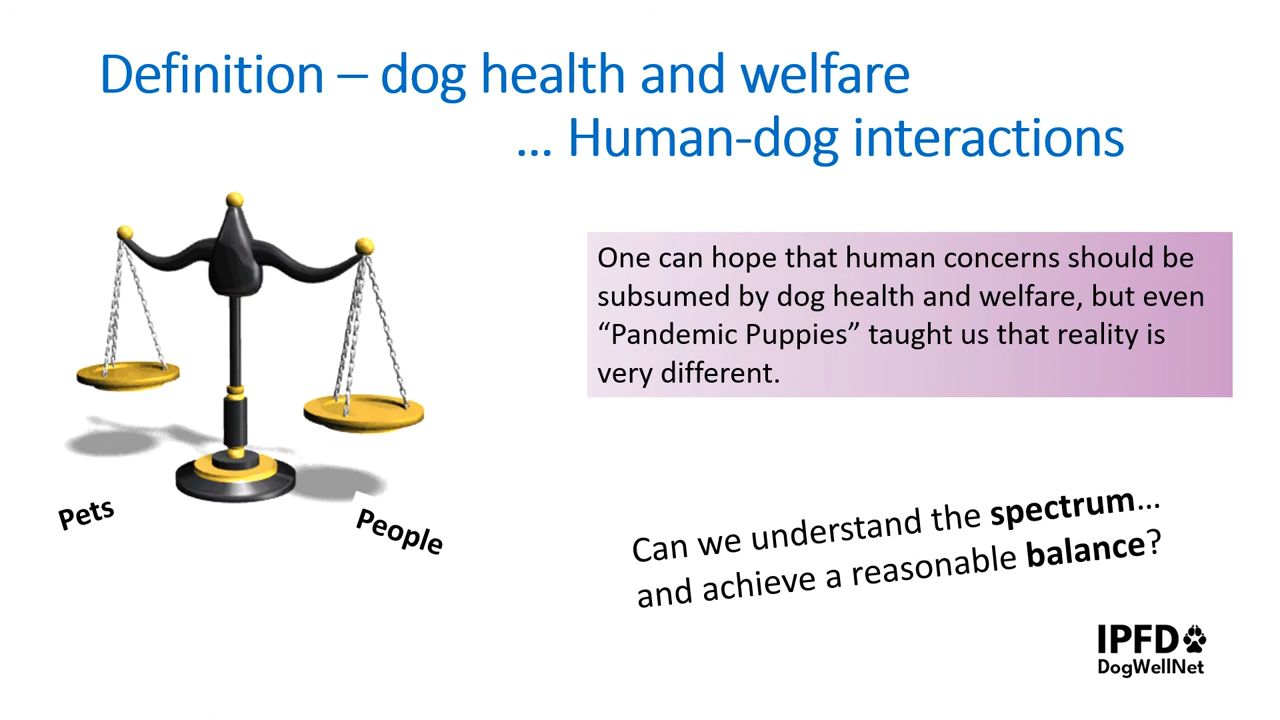 Definition – dog health and welfare
… Human-dog interactions
One can hope that human concerns should be
subsumed by dog health and welfare, but even
“Pandemic Puppies” taught us that reality is
very different.
Pets
People
Can we understand the spectrum…
and achieve a reasonable balance?
IPFD
DogWellNet